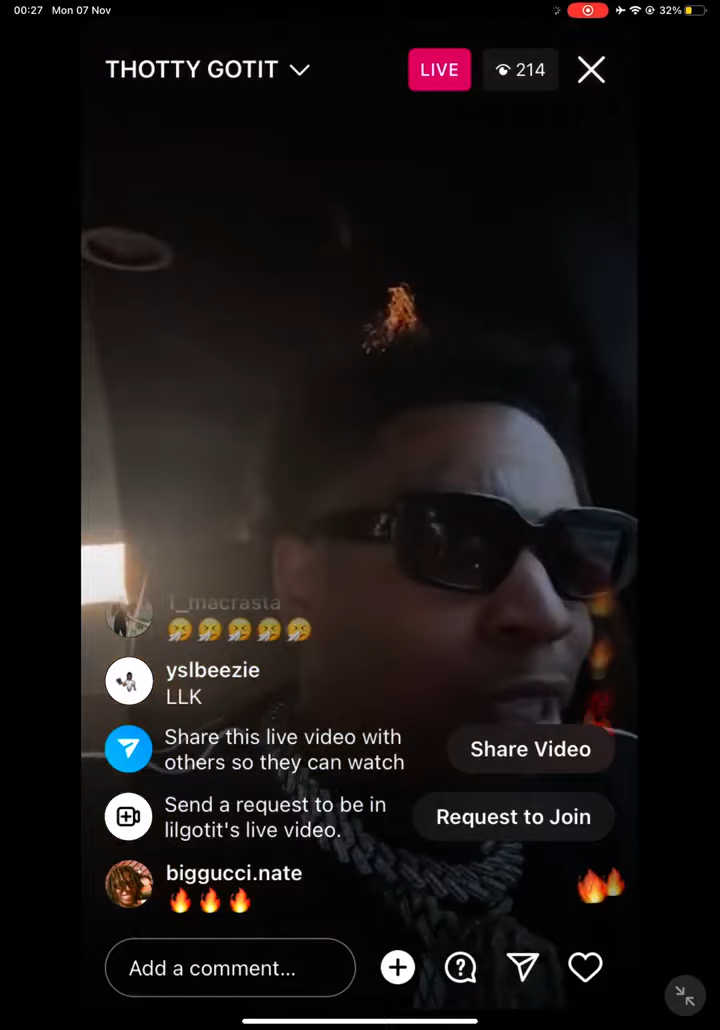 00:27 Mon 07 Nov
32%
THOTTY GOTIT
LIVE
214
1_macrasta
yslbeezie
LLK
Share this live video with
others so they can watch
Share Video
Send a request to be in
lilgotit's live video.
Request to Join
biggucci.nate
Add a comment...